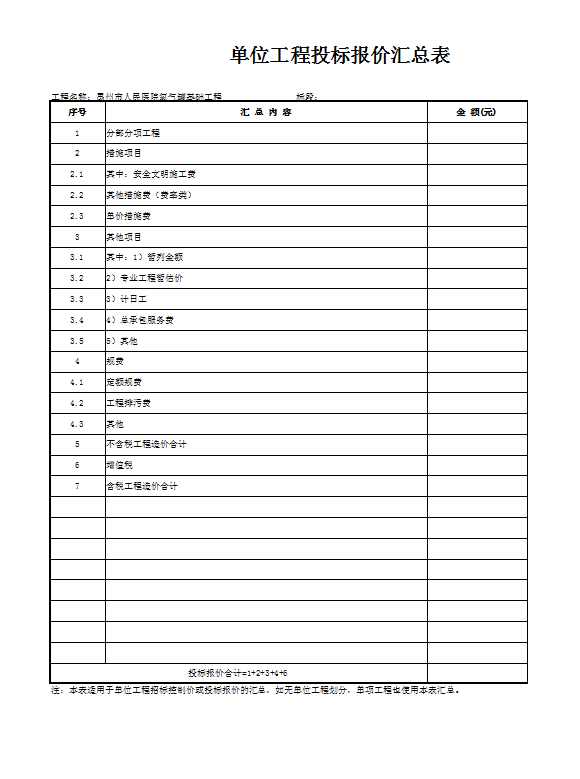 单位工程投标报价汇总表
工程名称：禹州市人民医院氧气罐基础工程 标段：
序号 汇 总 内 容 金 额(元)
1 分部分项工程
2 措施项目
2.1 其中：安全文明施工费
2.2 其他措施费（费率类）
2.3 单价措施费
3 其他项目
3.1 其中：1）暂列金额
3.2 2）专业工程暂估价
3.3 3）计日工
3.4 4）总承包服务费
3.5 5）其他
4 规费
4.1 定额规费
4.2 工程排污费
4.3 其他
5 不含税工程造价合计
6 增值税
7 含税工程造价合计
投标报价合计=1+2+3+4+6
注：本表适用于单位工程招标控制价或投标报价的汇总，如无单位工程划分，单项工程也使用本表汇总。